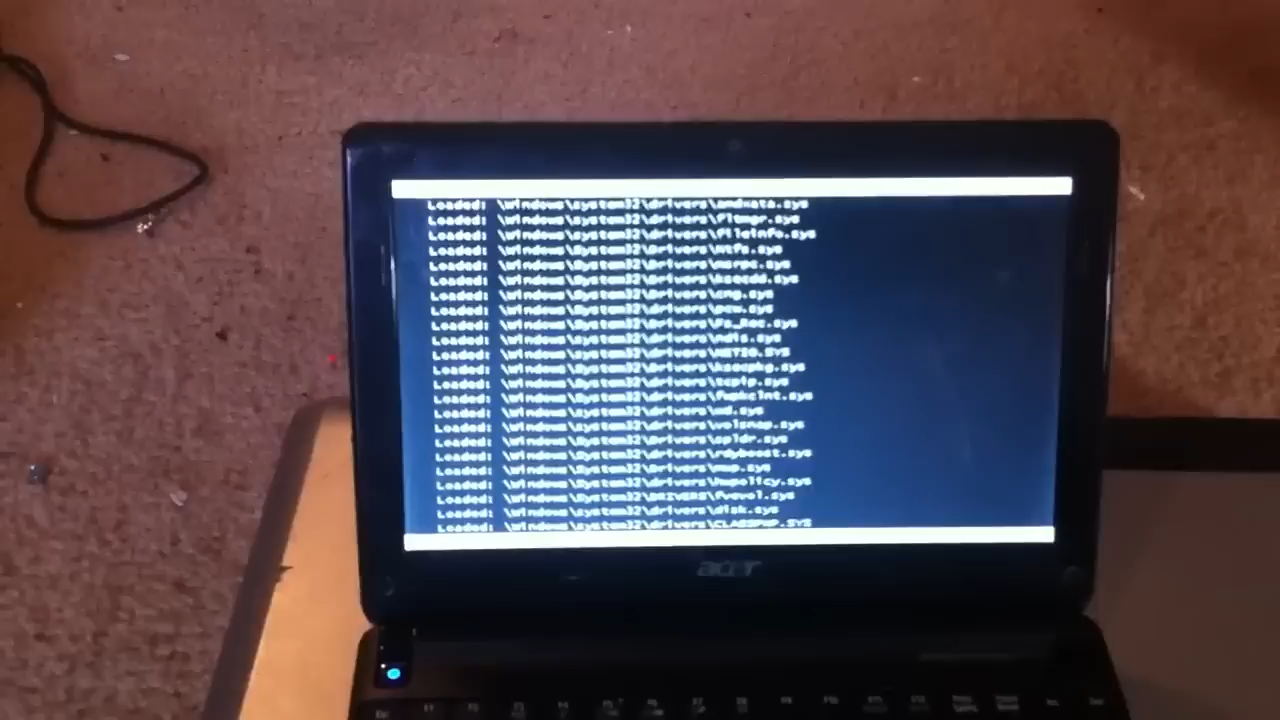 Loaded: \Windows\system32\drivers\amdxata.sys
Loaded: \Windows\system32\drivers\fltmgr.sys
Loaded: \Windows\system32\drivers\fileinfo.sys
Loaded: \Windows\System32\Drivers\Ntfs.sys
Loaded: \Windows\System32\Drivers\msrpc.sys
Loaded: \Windows\System32\Drivers\ksecdd.sys
Loaded: \Windows\System32\Drivers\cng.sys
Loaded: \Windows\System32\drivers\pcw.sys
Loaded: \Windows\System32\Drivers\Fs_Rec.sys
Loaded: \Windows\system32\drivers\ndis.sys
Loaded: \Windows\system32\drivers\NETIO.SYS
Loaded: \Windows\System32\Drivers\ksecpkg.sys
Loaded: \Windows\System32\drivers\tcpip.sys
Loaded: \Windows\System32\drivers\fwpkclnt.sys
Loaded: \Windows\system32\drivers\wd.sys
Loaded: \Windows\system32\drivers\volsnap.sys
Loaded: \Windows\System32\Drivers\spldr.sys
Loaded: \Windows\System32\drivers\rdyboost.sys
Loaded: \Windows\System32\Drivers\mup.sys
Loaded: \Windows\System32\drivers\hwpolicy.sys
Loaded: \Windows\System32\DRIVERS\fvevol.sys
Loaded: \Windows\system32\drivers\disk.sys
Loaded: \Windows\system32\drivers\CLASSPNP.SYS
acer